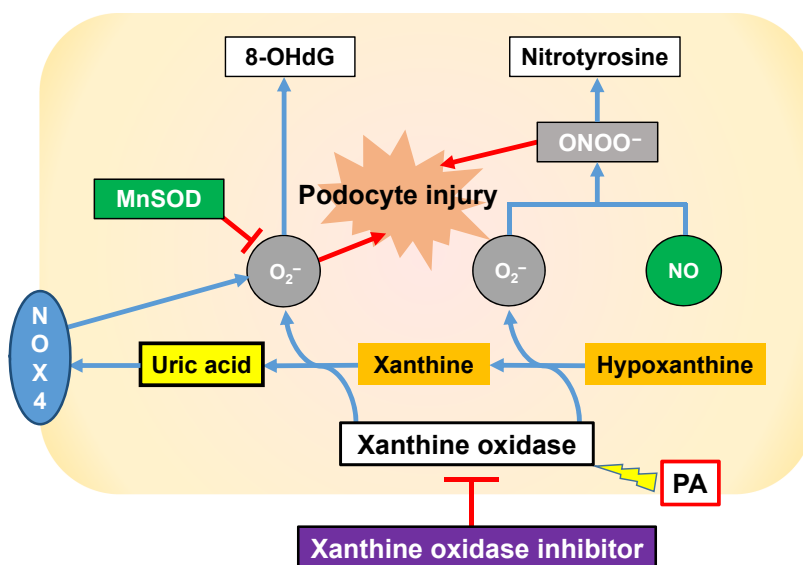 8-OHdG
Nitrotyrosine
ONOO⁻
MnSOD
Podocyte injury
O₂⁻
O₂⁻
NO
NOX4
Uric acid
Xanthine
Hypoxanthine
Xanthine oxidase
PA
Xanthine oxidase inhibitor